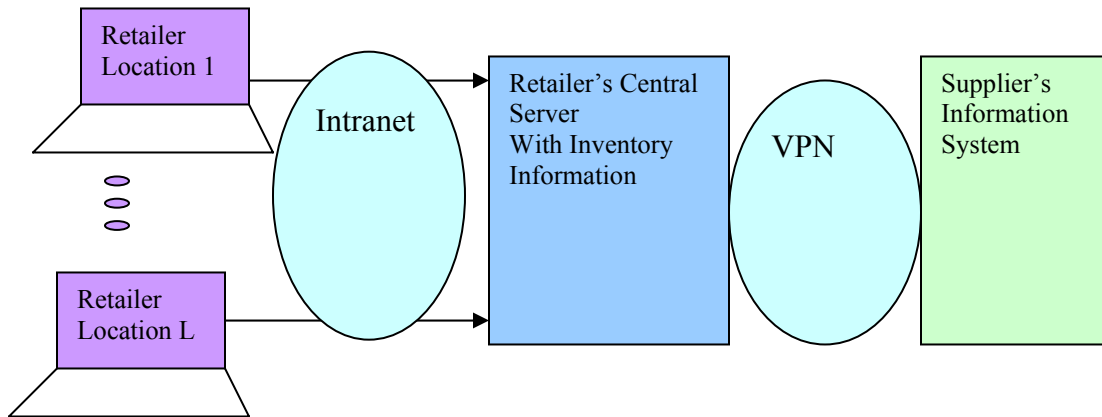 Retailer
Location 1
Intranet
Retailer’s Central
Server
With Inventory
Information
VPN
Supplier’s
Information
System
Retailer
Location L